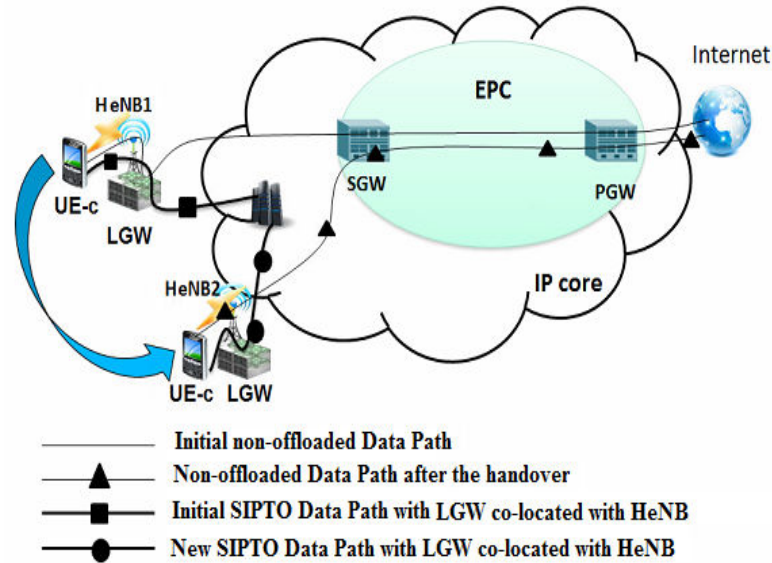 Internet
EPC
HeNB1
SGW
PGW
UE-c
LGW
IP core
HeNB2
UE-c
LGW
Initial non-offloaded Data Path
Non-offloaded Data Path after the handover
Initial SIPTO Data Path with LGW co-located with HeNB
New SIPTO Data Path with LGW co-located with HeNB